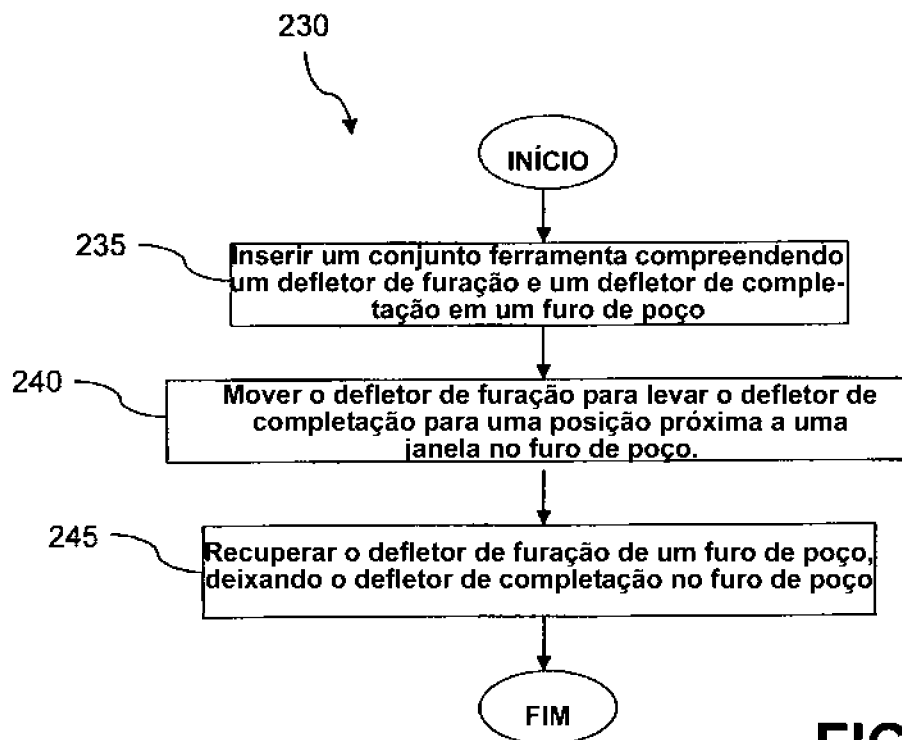 230
INÍCIO
235
Inserir um conjunto ferramenta compreendendo
um defletor de furação e um defletor de comple-
tação em um furo de poço
240
Mover o defletor de furação para levar o defletor de
completação para uma posição próxima a uma
janela no furo de poço.
245
Recuperar o defletor de furação de um furo de poço,
deixando o defletor de completação no furo de poço
FIM